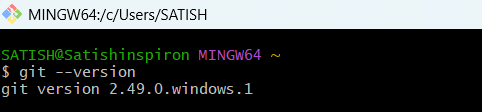 MINGW64:/c/Users/SATISH
SATISH@Satishinspiron MINGW64 ~
$ git --version
git version 2.49.0.windows.1